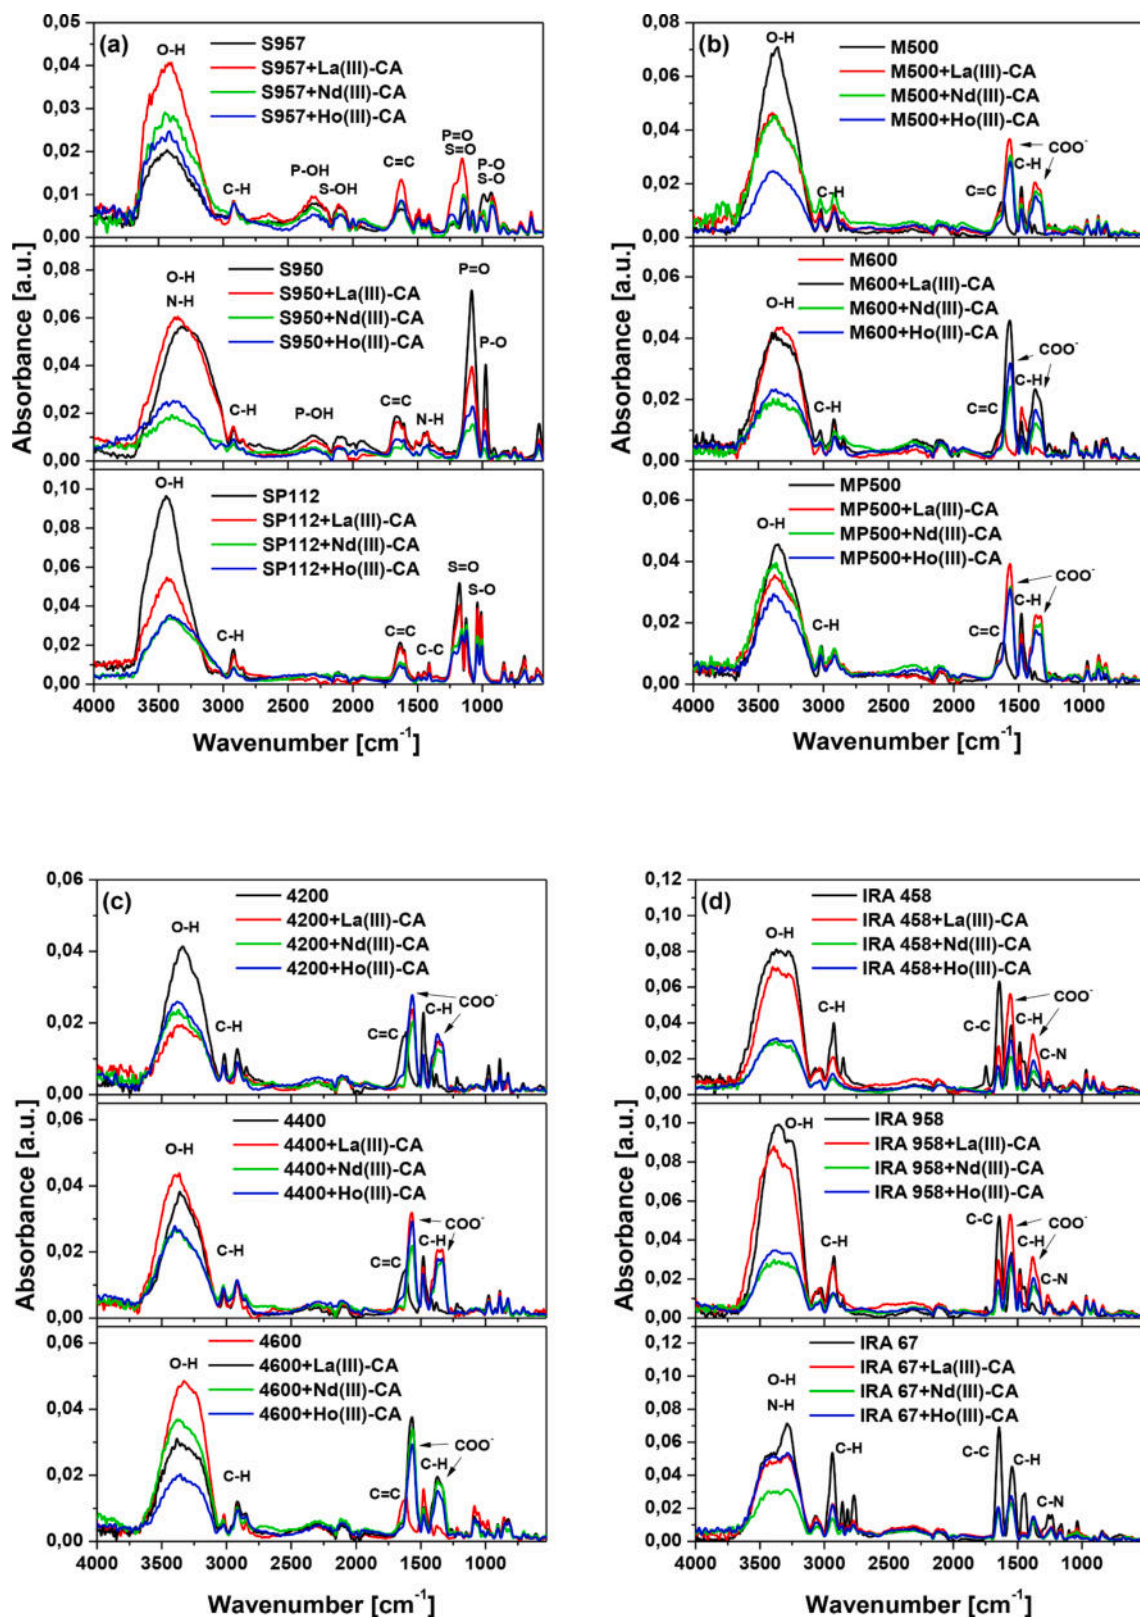 (a)
O-H
S957
S957+La(III)-CA
S957+Nd(III)-CA
S957+Ho(III)-CA
C-H
P-OH
S-OH
C=C
P=O
S=O
P-O
S-O
0,05
0,04
0,03
0,02
0,01
0,00
O-H
N-H
S950
S950+La(III)-CA
S950+Nd(III)-CA
S950+Ho(III)-CA
C-H
P-OH
C=C
N-H
P=O
P-O
0,08
0,06
0,04
0,02
0,00
O-H
SP112
SP112+La(III)-CA
SP112+Nd(III)-CA
SP112+Ho(III)-CA
C-H
C=C
C-C
S=O
S-O
0,10
0,08
0,06
0,04
0,02
0,00
4000 3500 3000 2500 2000 1500 1000
Absorbance [a.u.]
Wavenumber [cm-1]
(b)
O-H
M500
M500+La(III)-CA
M500+Nd(III)-CA
M500+Ho(III)-CA
C-H
C=C
C-H
COO-
0,08
0,06
0,04
0,02
0,00
O-H
M600
M600+La(III)-CA
M600+Nd(III)-CA
M600+Ho(III)-CA
C-H
C=C
C-H
COO-
0,06
0,04
0,02
0,00
O-H
MP500
MP500+La(III)-CA
MP500+Nd(III)-CA
MP500+Ho(III)-CA
C-H
C=C
C-H
COO-
0,06
0,04
0,02
0,00
4000 3500 3000 2500 2000 1500 1000
Absorbance [a.u.]
Wavenumber [cm-1]
(c)
O-H
4200
4200+La(III)-CA
4200+Nd(III)-CA
4200+Ho(III)-CA
C-H
C=C
C-H
COO-
0,06
0,04
0,02
0,00
O-H
4400
4400+La(III)-CA
4400+Nd(III)-CA
4400+Ho(III)-CA
C-H
C=C
C-H
COO-
0,06
0,04
0,02
0,00
O-H
4600
4600+La(III)-CA
4600+Nd(III)-CA
4600+Ho(III)-CA
C-H
C=C
C-H
COO-
0,06
0,04
0,02
0,00
4000 3500 3000 2500 2000 1500 1000
Absorbance [a.u.]
Wavenumber [cm-1]
(d)
O-H
IRA 458
IRA 458+La(III)-CA
IRA 458+Nd(III)-CA
IRA 458+Ho(III)-CA
C-H
C-C
C-H
C-N
COO-
0,12
0,10
0,08
0,06
0,04
0,02
0,00
O-H
IRA 958
IRA 958+La(III)-CA
IRA 958+Nd(III)-CA
IRA 958+Ho(III)-CA
C-H
C-C
C-H
C-N
COO-
0,10
0,08
0,06
0,04
0,02
0,00
O-H
N-H
IRA 67
IRA 67+La(III)-CA
IRA 67+Nd(III)-CA
IRA 67+Ho(III)-CA
C-H
C-C
C-H
C-N
0,12
0,10
0,08
0,06
0,04
0,02
0,00
4000 3500 3000 2500 2000 1500 1000
Absorbance [a.u.]
Wavenumber [cm-1]